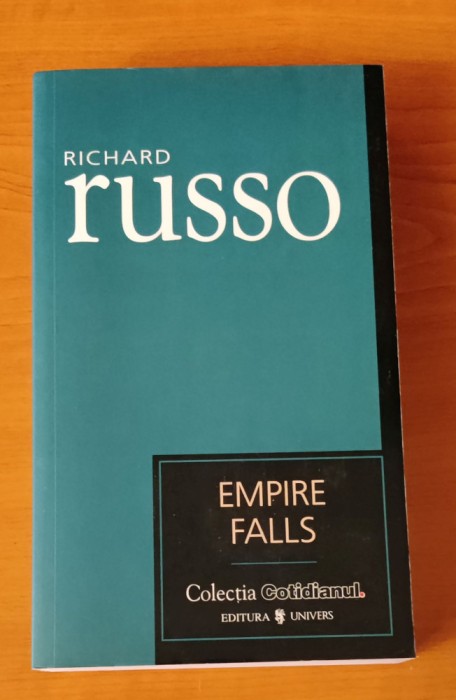 RICHARD
russo
EMPIRE
FALLS
Colecția Cotidianul.
EDITURA UNIVERS